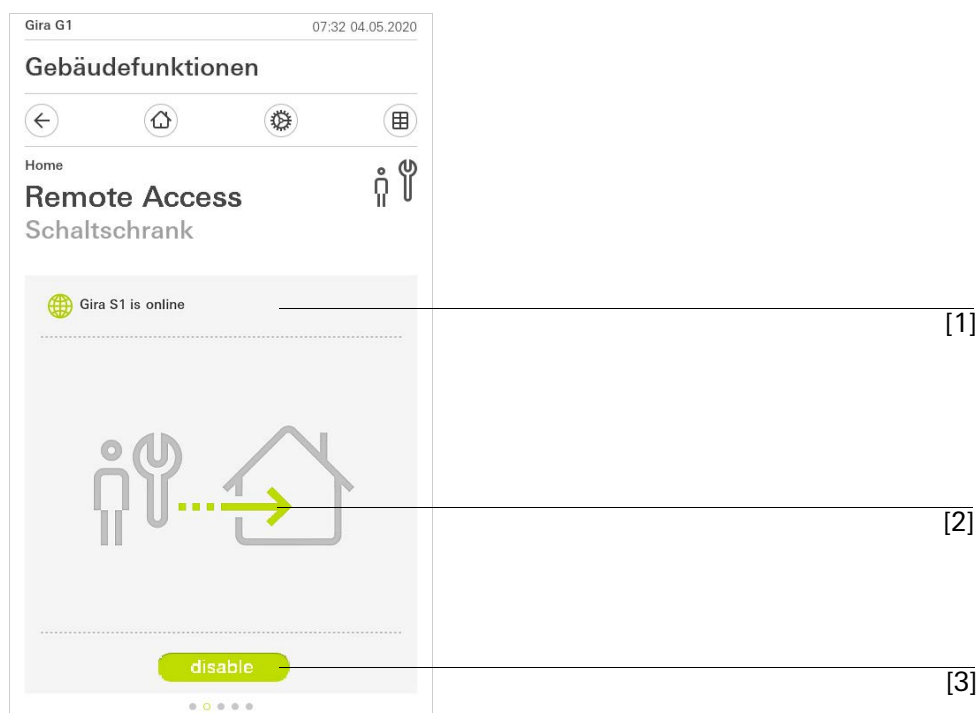 Gira G1 07:32 04.05.2020
Gebäudefunktionen
Home
Remote Access
Schaltschrank
Gira S1 is online
[1]
[2]
disable
[3]